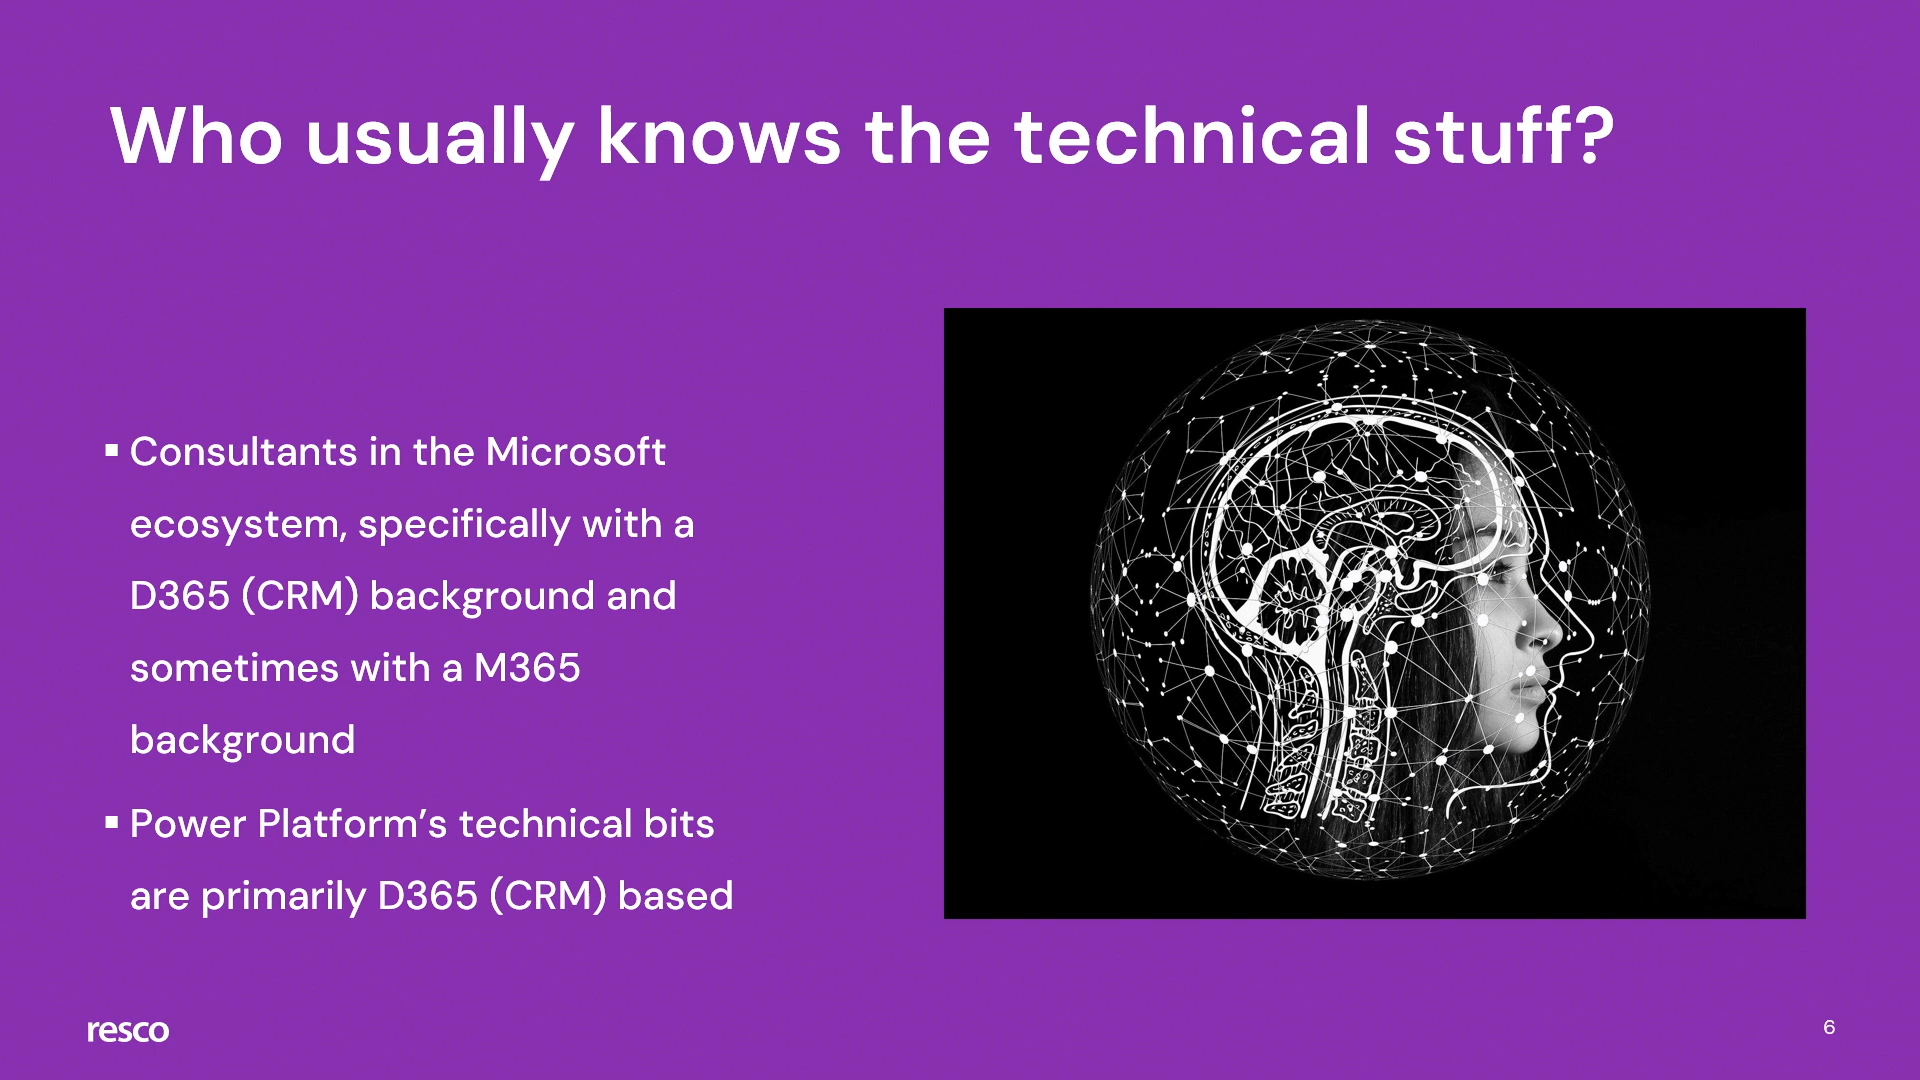 Who usually knows the technical stuff?
▪ Consultants in the Microsoft
ecosystem, specifically with a
D365 (CRM) background and
sometimes with a M365
background
▪ Power Platform’s technical bits
are primarily D365 (CRM) based
resco
6